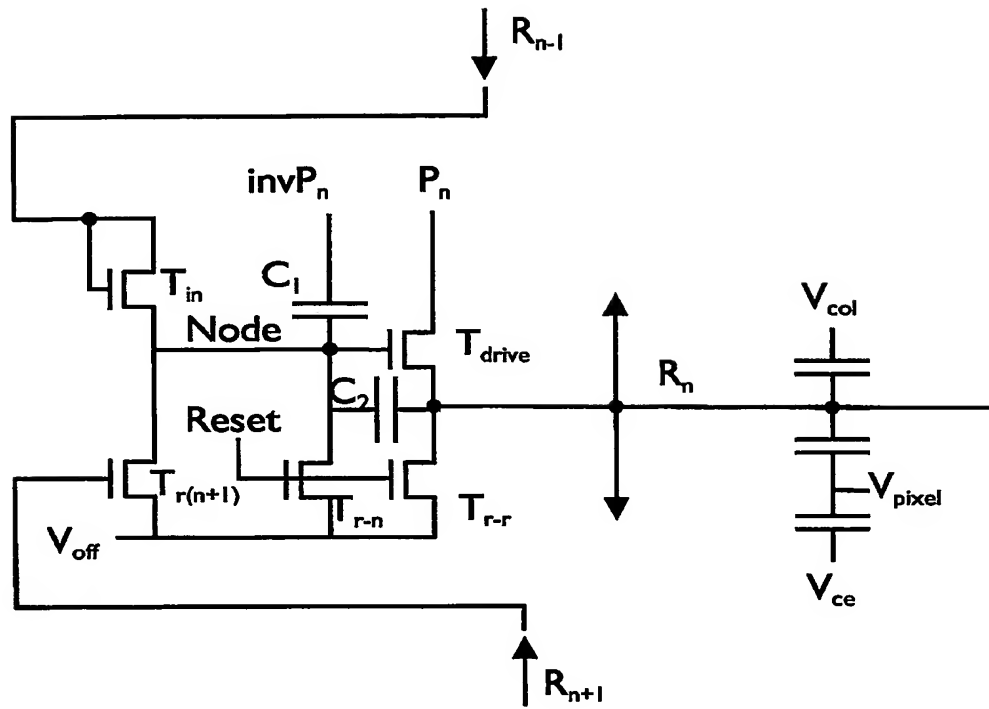 Rn-1
invPn
Pn
C1
Tin
Vcol
Node
Tdrive
Rn
C2
Reset
Tr(n+1)
Tr-n
Tr-r
Vpixel
Voff
Vce
Rn+1